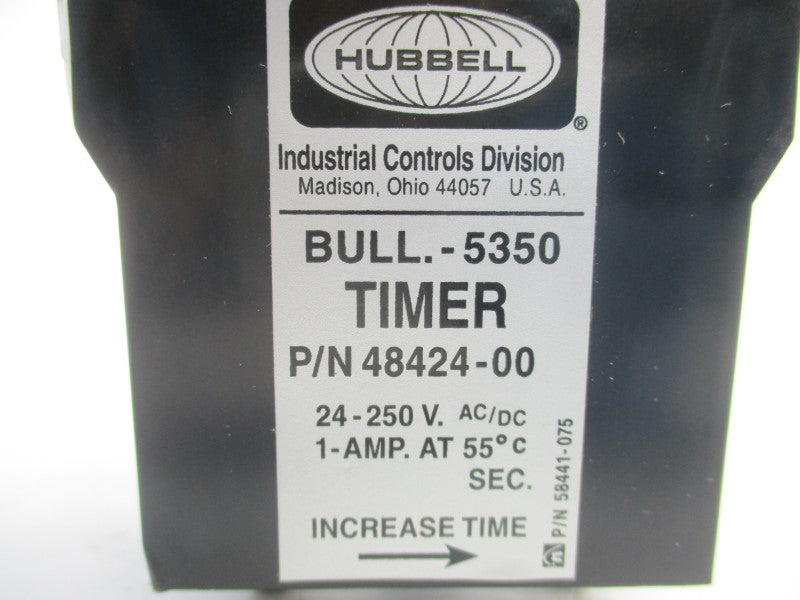 HUBBELL
®
Industrial Controls Division
Madison, Ohio 44057 U.S.A.
BULL.-5350
TIMER
P/N 48424-00
24-250 V. AC/DC
1-AMP. AT 55°C
SEC.
INCREASE TIME
P/N 58441-075